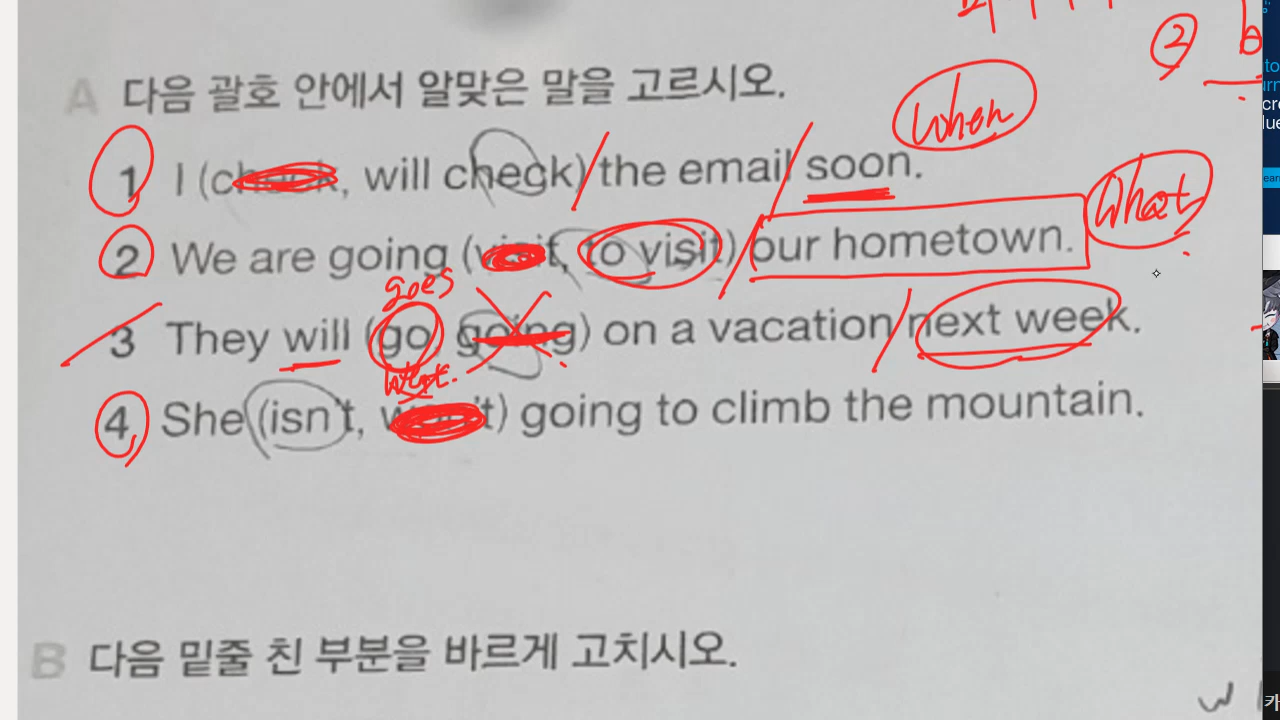 A 다음 괄호 안에서 알맞은 말을 고르시오.
When
1 I (check, will check) the email soon.
What
2 We are going (visit, to visit) our hometown.
goes
3 They will (go, going) on a vacation next week.
4 She (isn't, won't) going to climb the mountain.
B 다음 밑줄 친 부분을 바르게 고치시오.
②